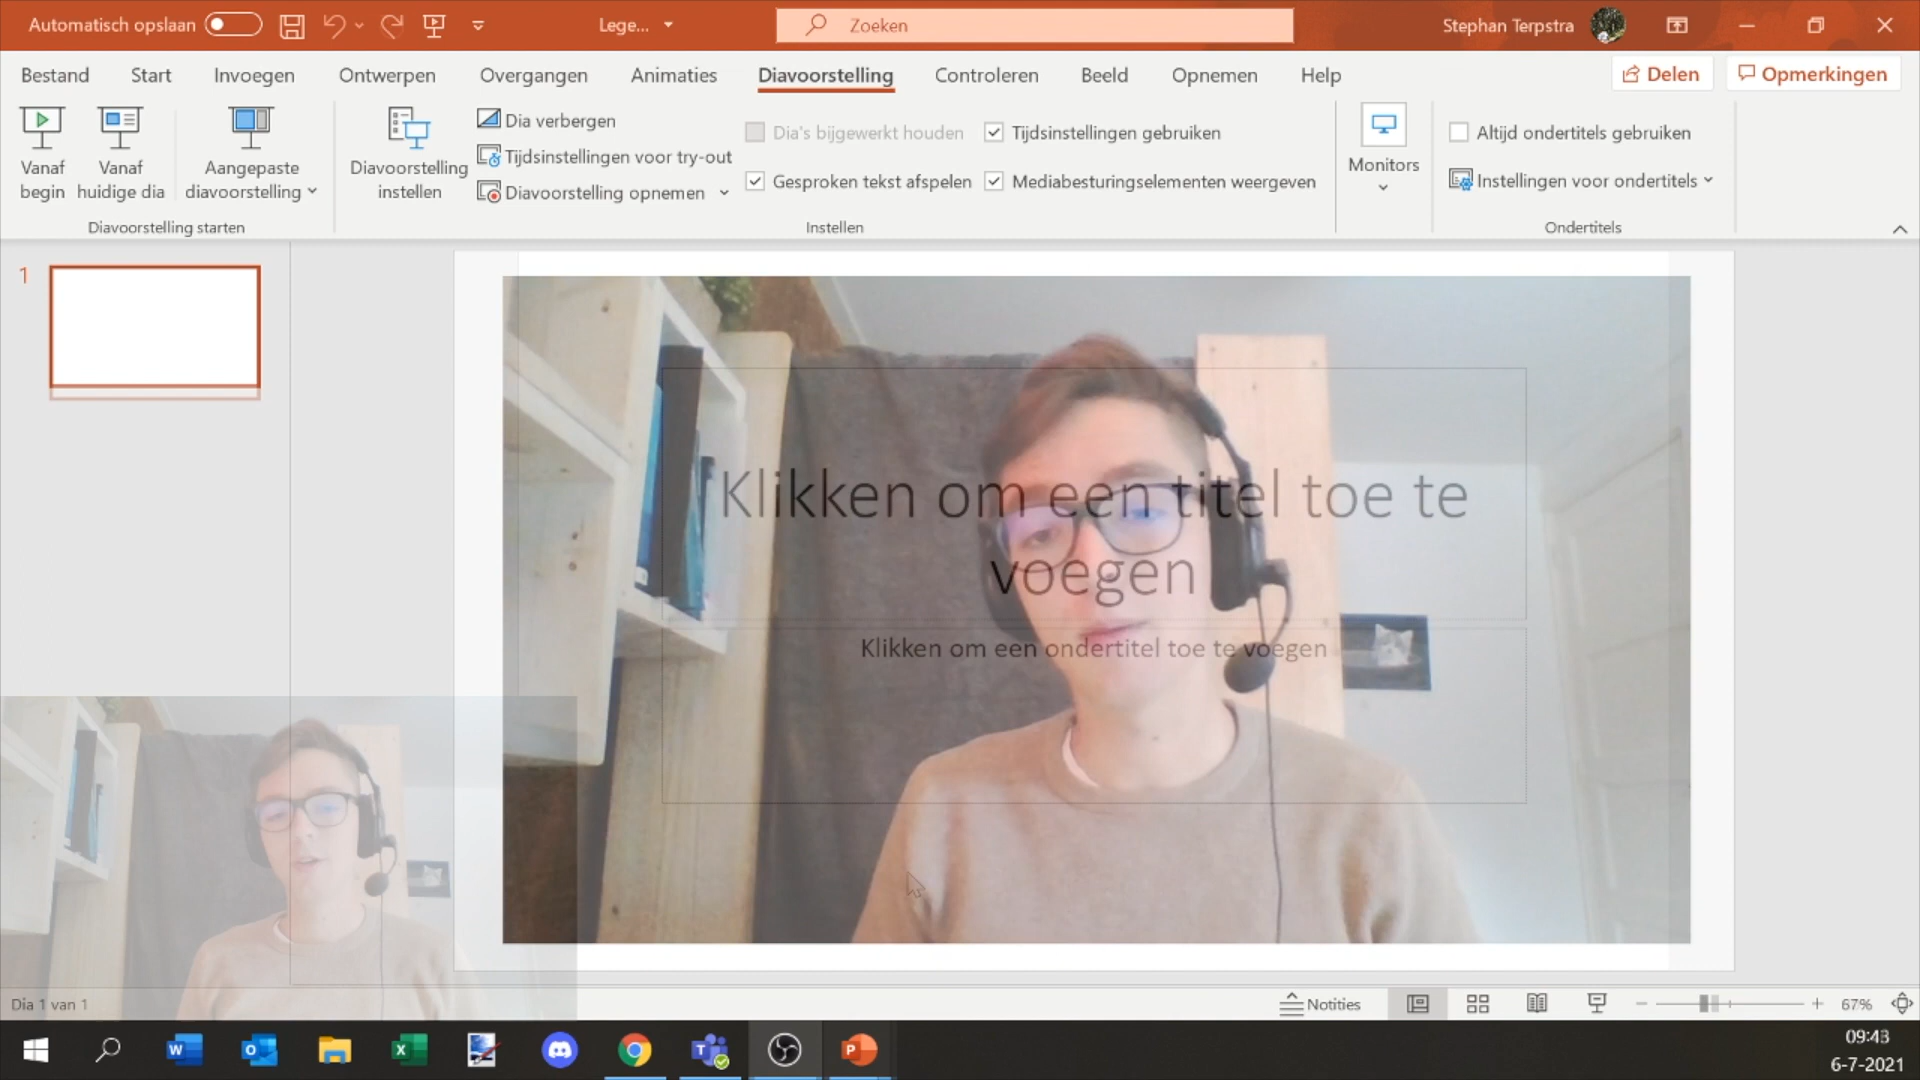 Automatisch opslaan
Lege...
Zoeken
Stephan Terpstra
Bestand Start Invoegen Ontwerpen Overgangen Animaties Diavoorstelling Controleren Beeld Opnemen Help
Delen
Opmerkingen
Vanaf
begin
Vanaf
huidige dia
Aangepaste
diavoorstelling
Diavoorstelling starten
Diavoorstelling
instellen
Dia verbergen
Tijdsinstellingen voor try-out
Diavoorstelling opnemen
Dia's bijgewerkt houden
Tijdsinstellingen gebruiken
Gesproken tekst afspelen
Mediabesturingselementen weergeven
Instellen
Monitors
Altijd ondertitels gebruiken
Instellingen voor ondertitels
Ondertitels
1
Klikken om een titel toe te
voegen
Klikken om een ondertitel toe te voegen
Dia 1 van 1
Notities
67%
09:43
6-7-2021